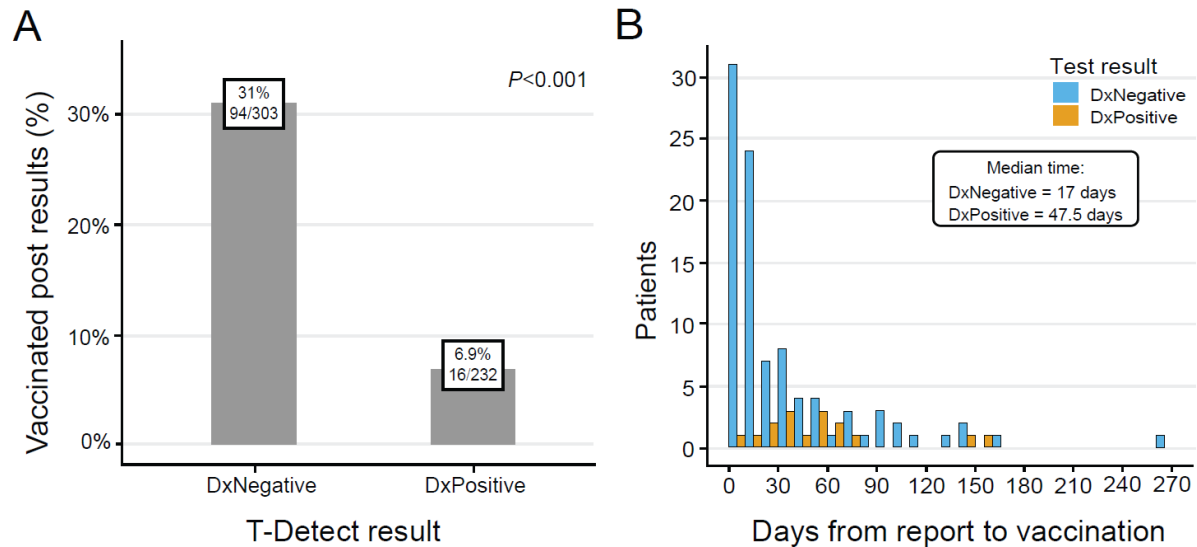 A
Vaccinated post results (%)
30%
20%
10%
0%
31%
94/303
6.9%
16/232
P<0.001
DxNegative
DxPositive
T-Detect result
B
Patients
30
25
20
15
10
5
0
Test result
DxNegative
DxPositive
Median time:
DxNegative = 17 days
DxPositive = 47.5 days
0 30 60 90 120 150 180 210 240 270
Days from report to vaccination